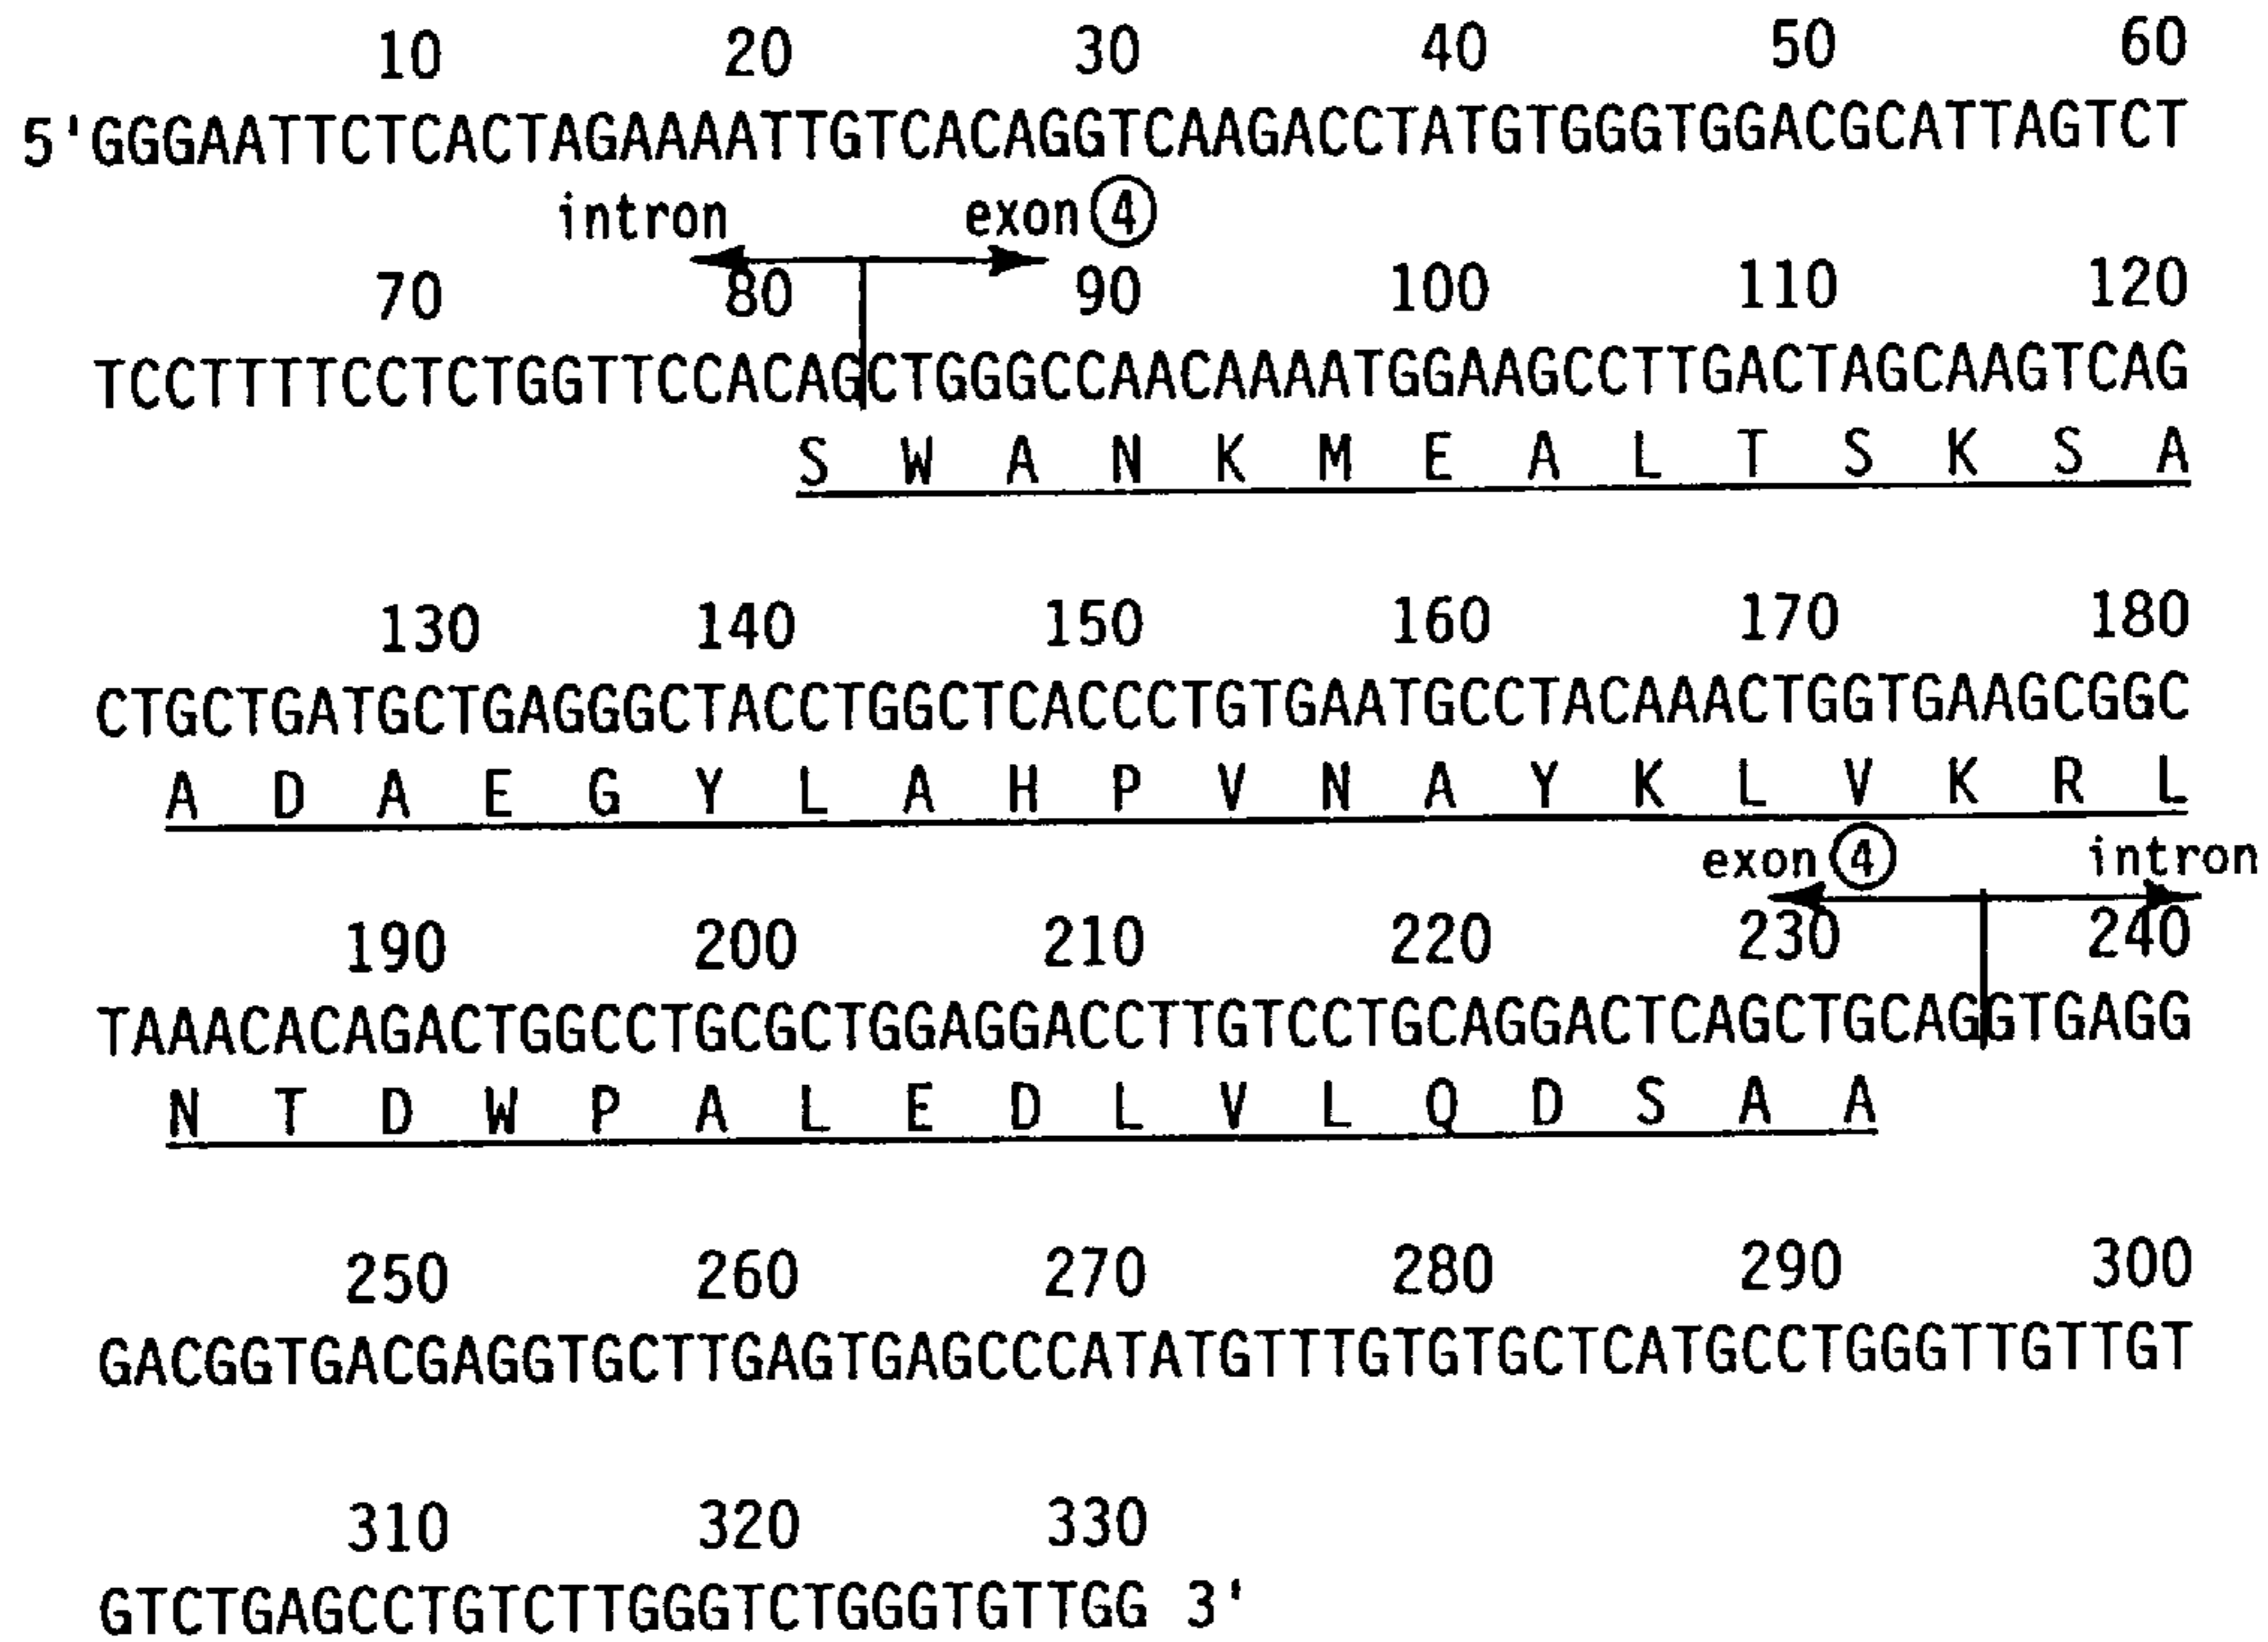 10 20 30 40 50 60
5'GGGAATTCTCACTAGAAAATTGTCACAGGTCAAGACCTATGTGGGTGGACGCATTAGTCT
intron exon④
70 80 90 100 110 120
TCCTTTTCCTCTGGTTCCACAGCTGGGCCAACAAAATGGAAGCCTTGACTAGCAAGTCAG
S W A N K M E A L T S K S A
130 140 150 160 170 180
CTGCTGATGCTGAGGGCTACCTGGCTCACCCTGTGAATGCCTACAAACTGGTGAAGCGGC
A D A E G Y L A H P V N A Y K L V K R L
exon④ intron
190 200 210 220 230 240
TAAACACAGACTGGCCTGCGCTGGAGGACCTTGTCCTGCAGGACTCAGCTGCAGGTGAGG
N T D W P A L E D L V L Q D S A A
250 260 270 280 290 300
GACGGTGACGAGGTGCTTGAGTGAGCCCATATGTTTGTGTGCTCATGCCTGGGTTGTTGT
310 320 330
GTCTGAGCCTGTCTTGGGTCTGGGTGTTGG 3'